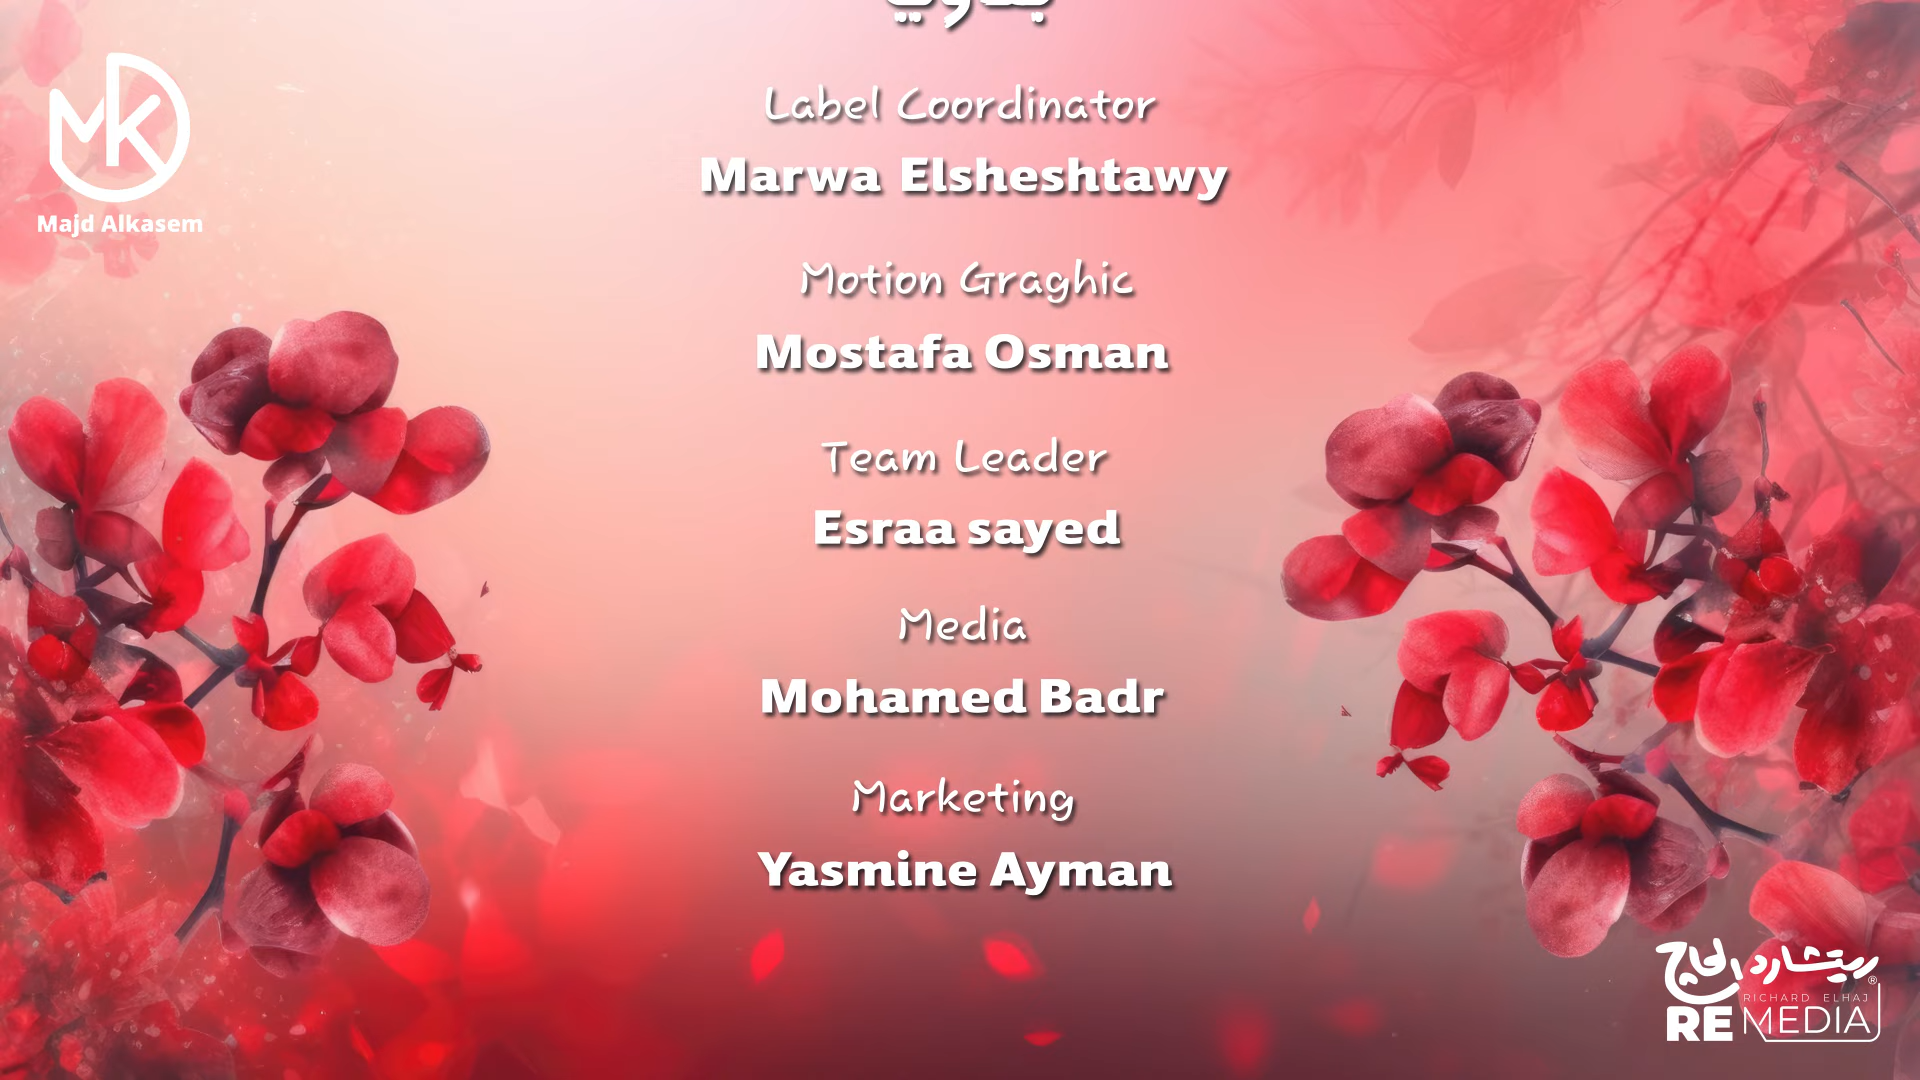 Majd Alkasem
Label Coordinator
Marwa Elsheshtawy
Motion Graghic
Mostafa Osman
Team Leader
Esraa sayed
Media
Mohamed Badr
Marketing
Yasmine Ayman
ريتشارد الحاج
®
RICHARD ELHAJ
RE MEDIA